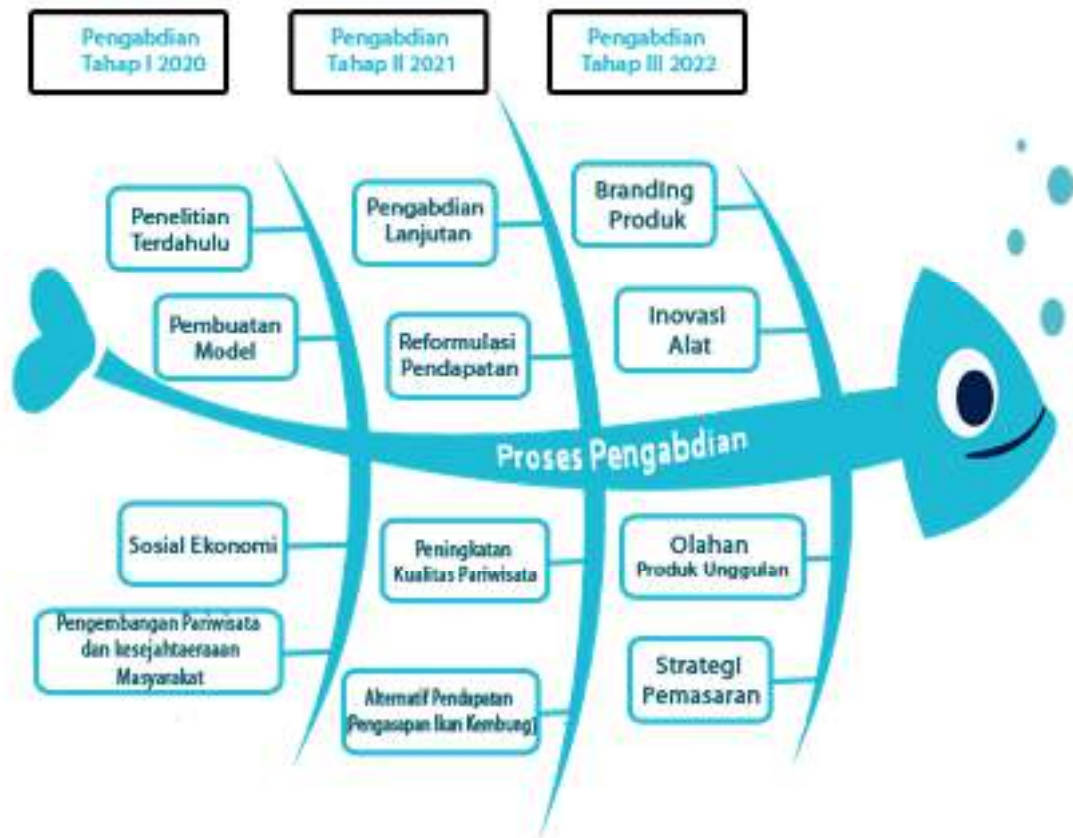 Pengabdian
Tahap I 2020
Pengabdian
Tahap II 2021
Pengabdian
Tahap III 2022
Penelitian
Terdahulu
Pembuatan
Model
Pengabdian
Lanjutan
Reformulasi
Pendapatan
Branding
Produk
Inovasi
Alat
Proses Pengabdian
Sosial Ekonomi
Pengembangan Pariwisata
dan kesejahtaeraaan
Masyarakat
Peningkatan
Kualitas Pariwisata
Alternatif Pendapatan
(Pengasapan Ikan Kembung)
Olahan
Produk Unggulan
Strategi
Pemasaran